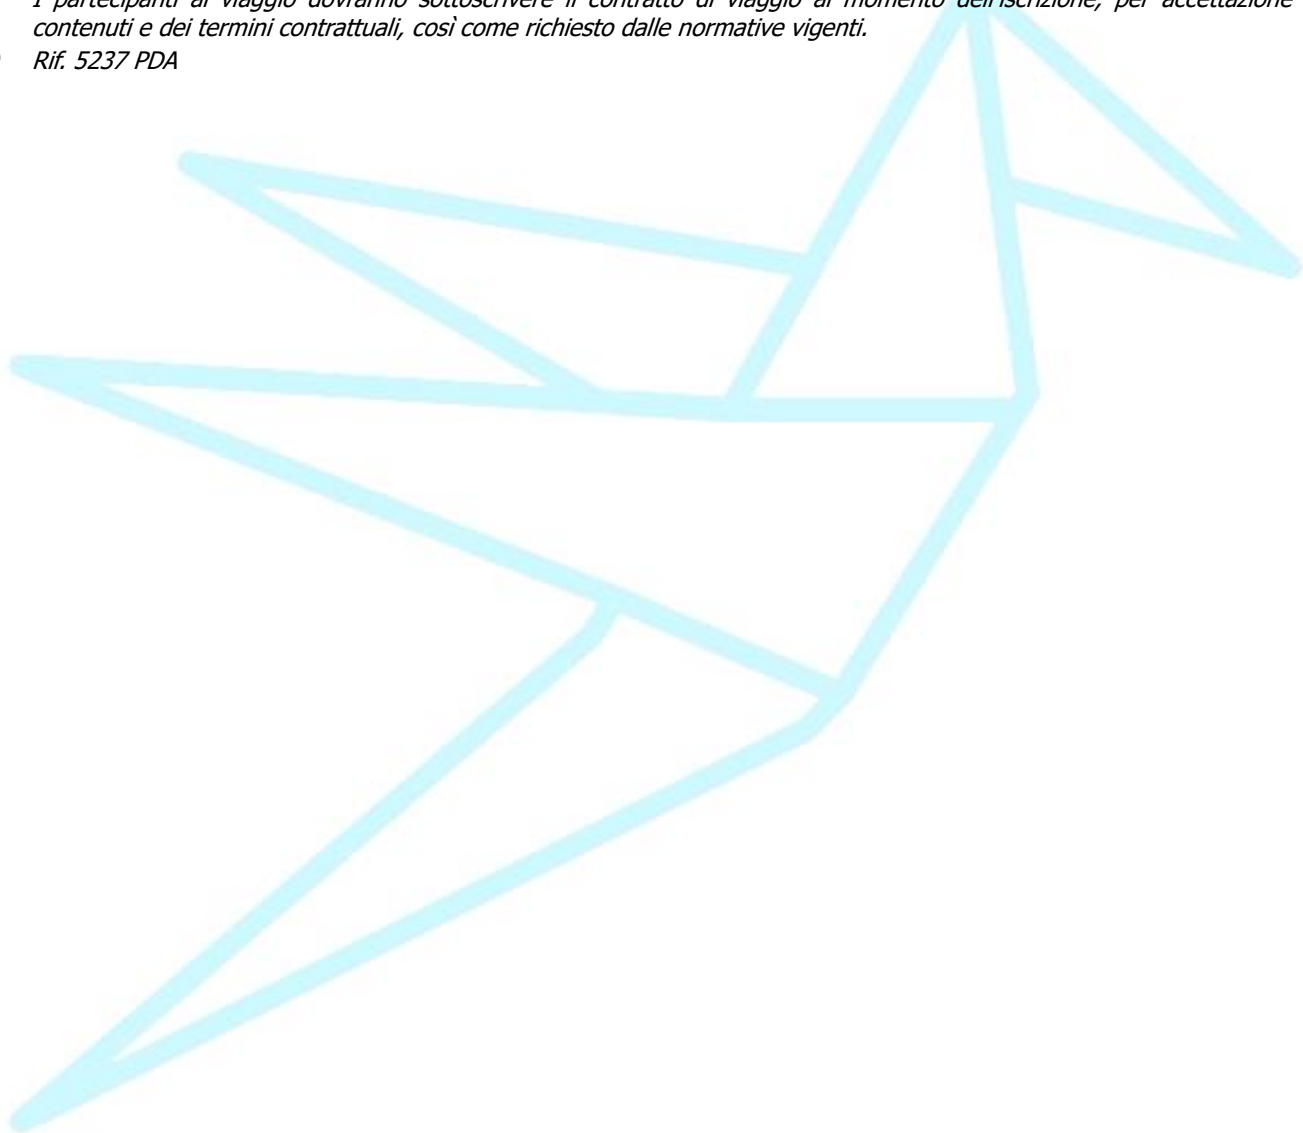 I partecipanti al viaggio dovranno sottoscrivere il contratto di viaggio al momento dell'iscrizione, per accettazione
contenuti e dei termini contrattuali, così come richiesto dalle normative vigenti.
Rif. 5237 PDA